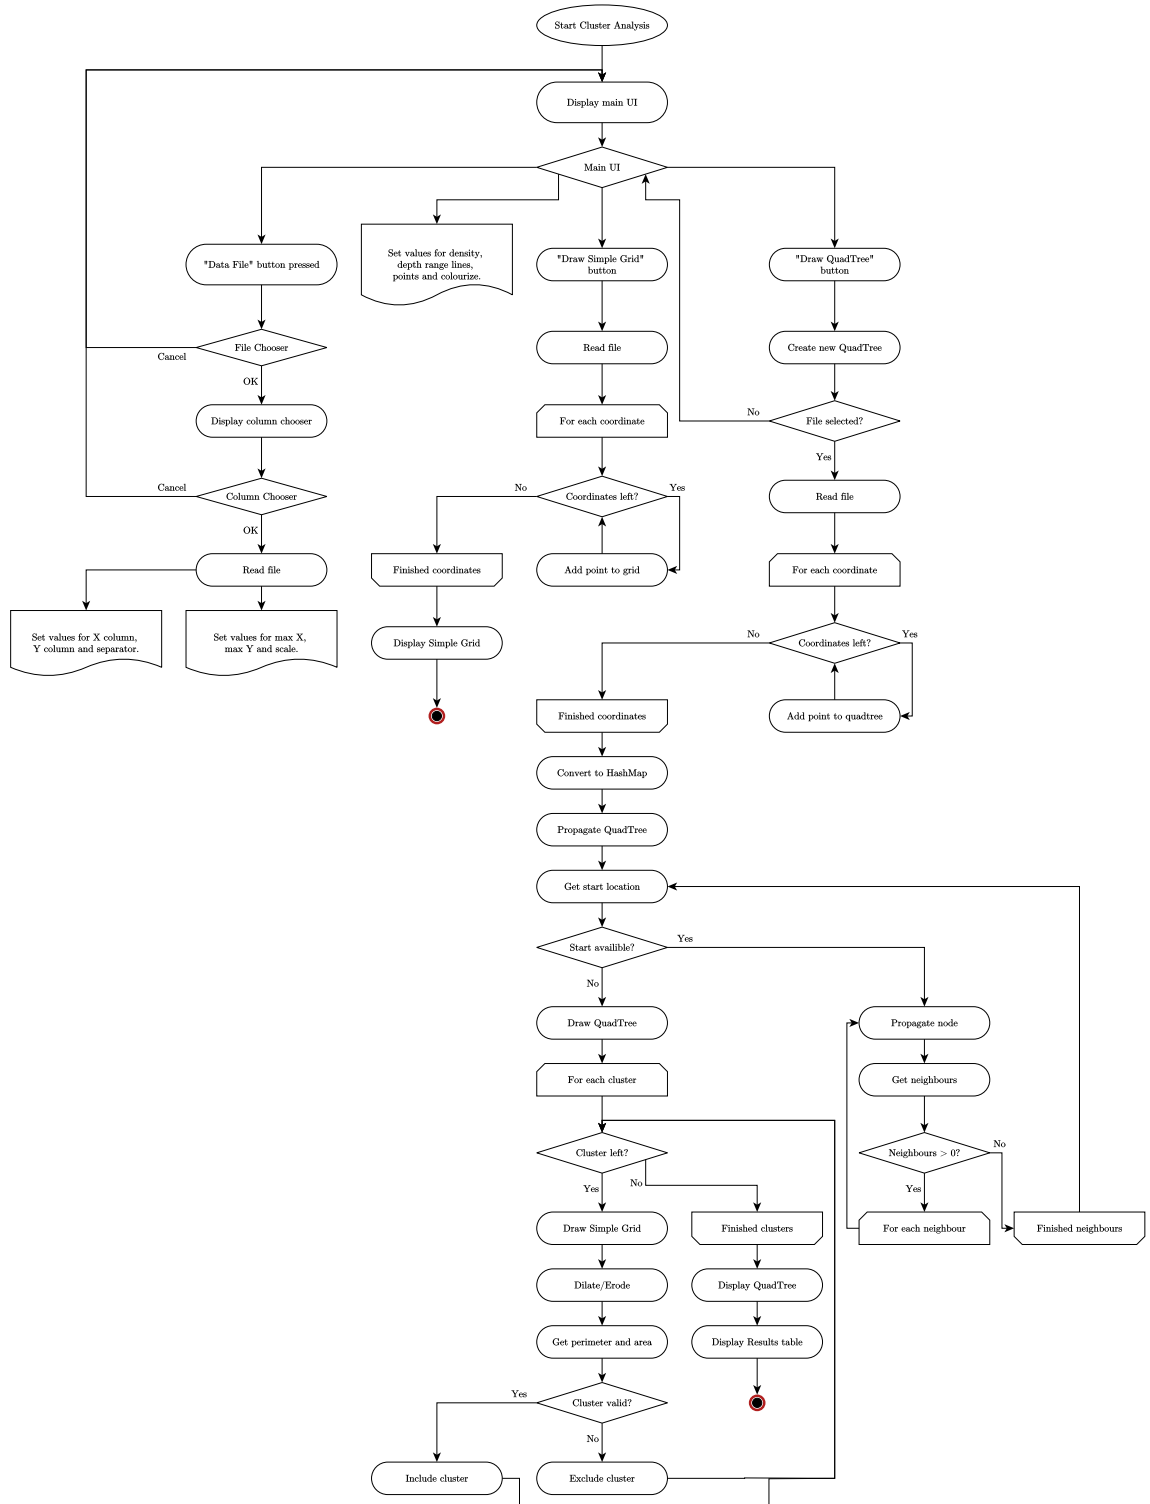 Start Cluster Analysis
Display main UI
Main UI
"Data File" button pressed
Set values for density,
depth range lines,
points and colourize.
"Draw Simple Grid"
button
"Draw QuadTree"
button
File Chooser
Cancel
OK
Read file
Create new QuadTree
Display column chooser
For each coordinate
No
File selected?
Yes
Cancel
Column Chooser
OK
No
Coordinates left?
Yes
Read file
Read file
Finished coordinates
Add point to grid
For each coordinate
Set values for X column,
Y column and separator.
Set values for max X,
max Y and scale.
Display Simple Grid
No
Coordinates left?
Yes
Finished coordinates
Add point to quadtree
Convert to HashMap
Propagate QuadTree
Get start location
Start availible?
Yes
No
Draw QuadTree
Propagate node
For each cluster
Get neighbours
Cluster left?
Yes
No
Neighbours > 0?
No
Yes
Draw Simple Grid
Finished clusters
For each neighbour
Finished neighbours
Dilate/Erode
Display QuadTree
Get perimeter and area
Display Results table
Yes
Cluster valid?
No
Include cluster
Exclude cluster